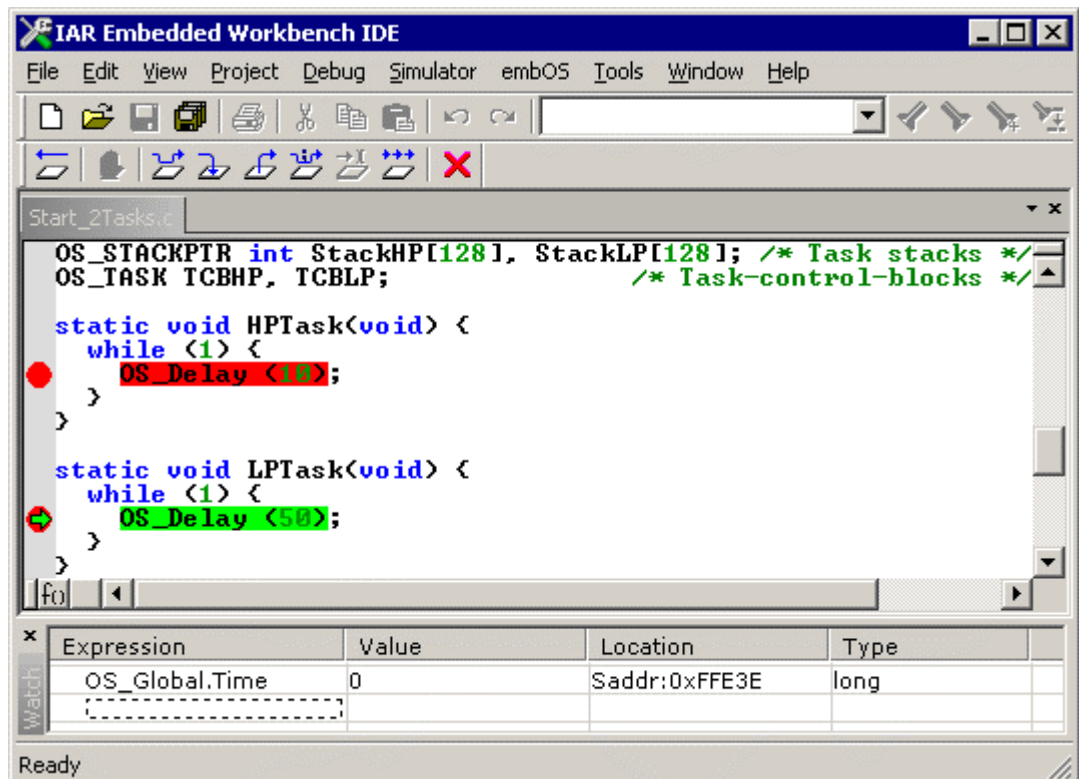 IAR Embedded Workbench IDE
File Edit View Project Debug Simulator embOS Tools Window Help
Start_2Tasks.c
OS_STACKPTR int StackHP[128], StackLP[128]; /* Task stacks */
OS_TASK TCBHP, TCBLP; /* Task-control-blocks */
static void HPTask(void) {
while (1) {
OS_Delay (10);
}
}
static void LPTask(void) {
while (1) {
OS_Delay (50);
}
}
fo
Expression Value Location Type
OS_Global.Time 0 Saddr:0xFFE3E long
Watch
Ready